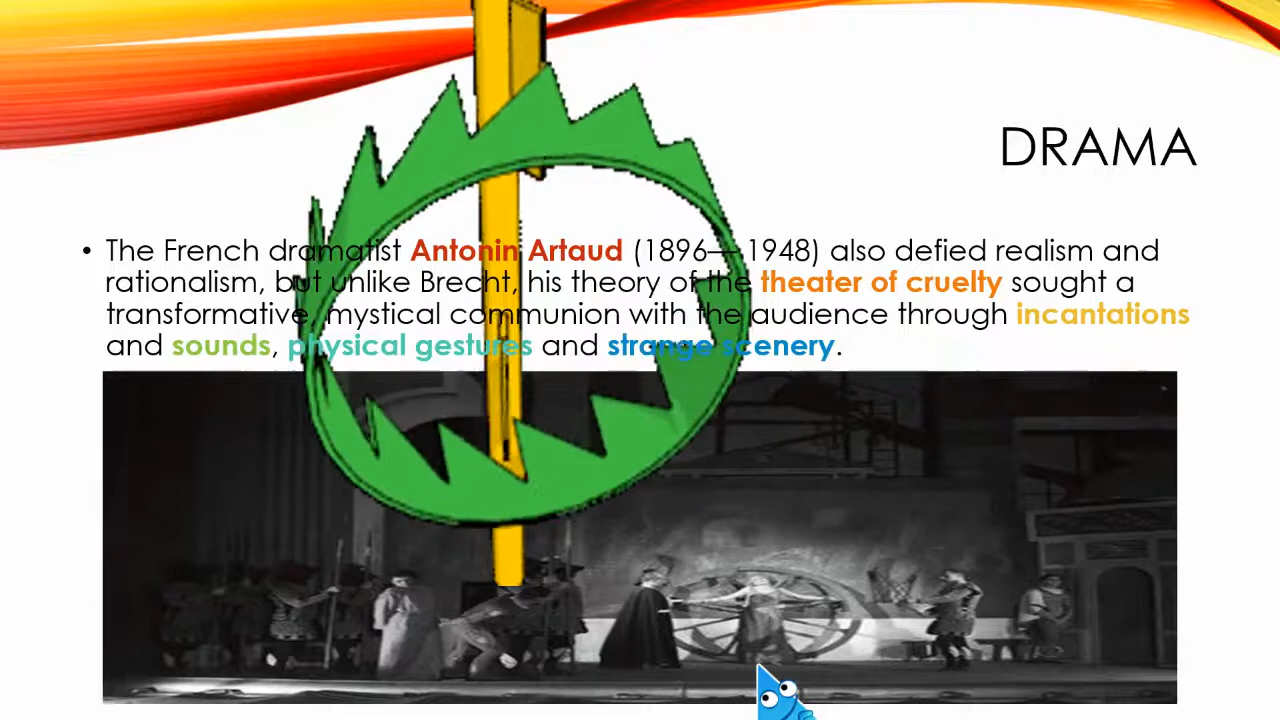 DRAMA
• The French dramatist Antonin Artaud (1896—1948) also defied realism and
rationalism, but unlike Brecht, his theory of the theater of cruelty sought a
transformative, mystical communion with the audience through incantations
and sounds, physical gestures and strange scenery.